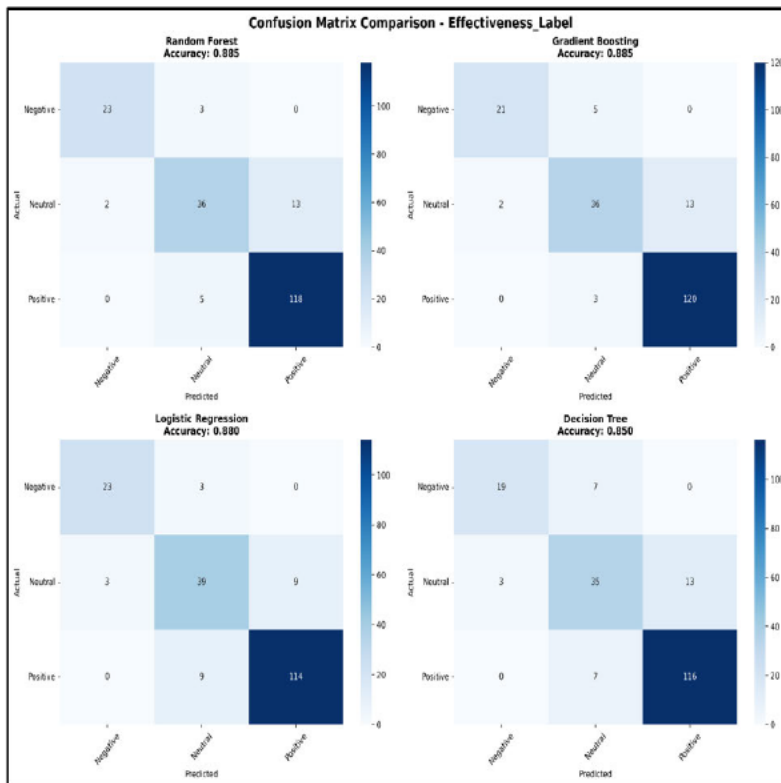 Confusion Matrix Comparison - Effectiveness_Label
Random Forest
Accuracy: 0.885
Negative
23
3
0
Neutral
2
36
13
Positive
0
5
118
Actual
Negative
Neutral
Positive
Predicted
100
80
60
40
20
0
Gradient Boosting
Accuracy: 0.885
Negative
21
5
0
Neutral
2
36
13
Positive
0
3
120
Actual
Negative
Neutral
Positive
Predicted
120
100
80
60
40
20
0
Logistic Regression
Accuracy: 0.880
Negative
23
3
0
Neutral
3
39
9
Positive
0
9
114
Actual
Negative
Neutral
Positive
Predicted
100
80
60
40
20
0
Decision Tree
Accuracy: 0.850
Negative
19
7
0
Neutral
3
35
13
Positive
0
7
116
Actual
Negative
Neutral
Positive
Predicted
100
80
60
40
20
0